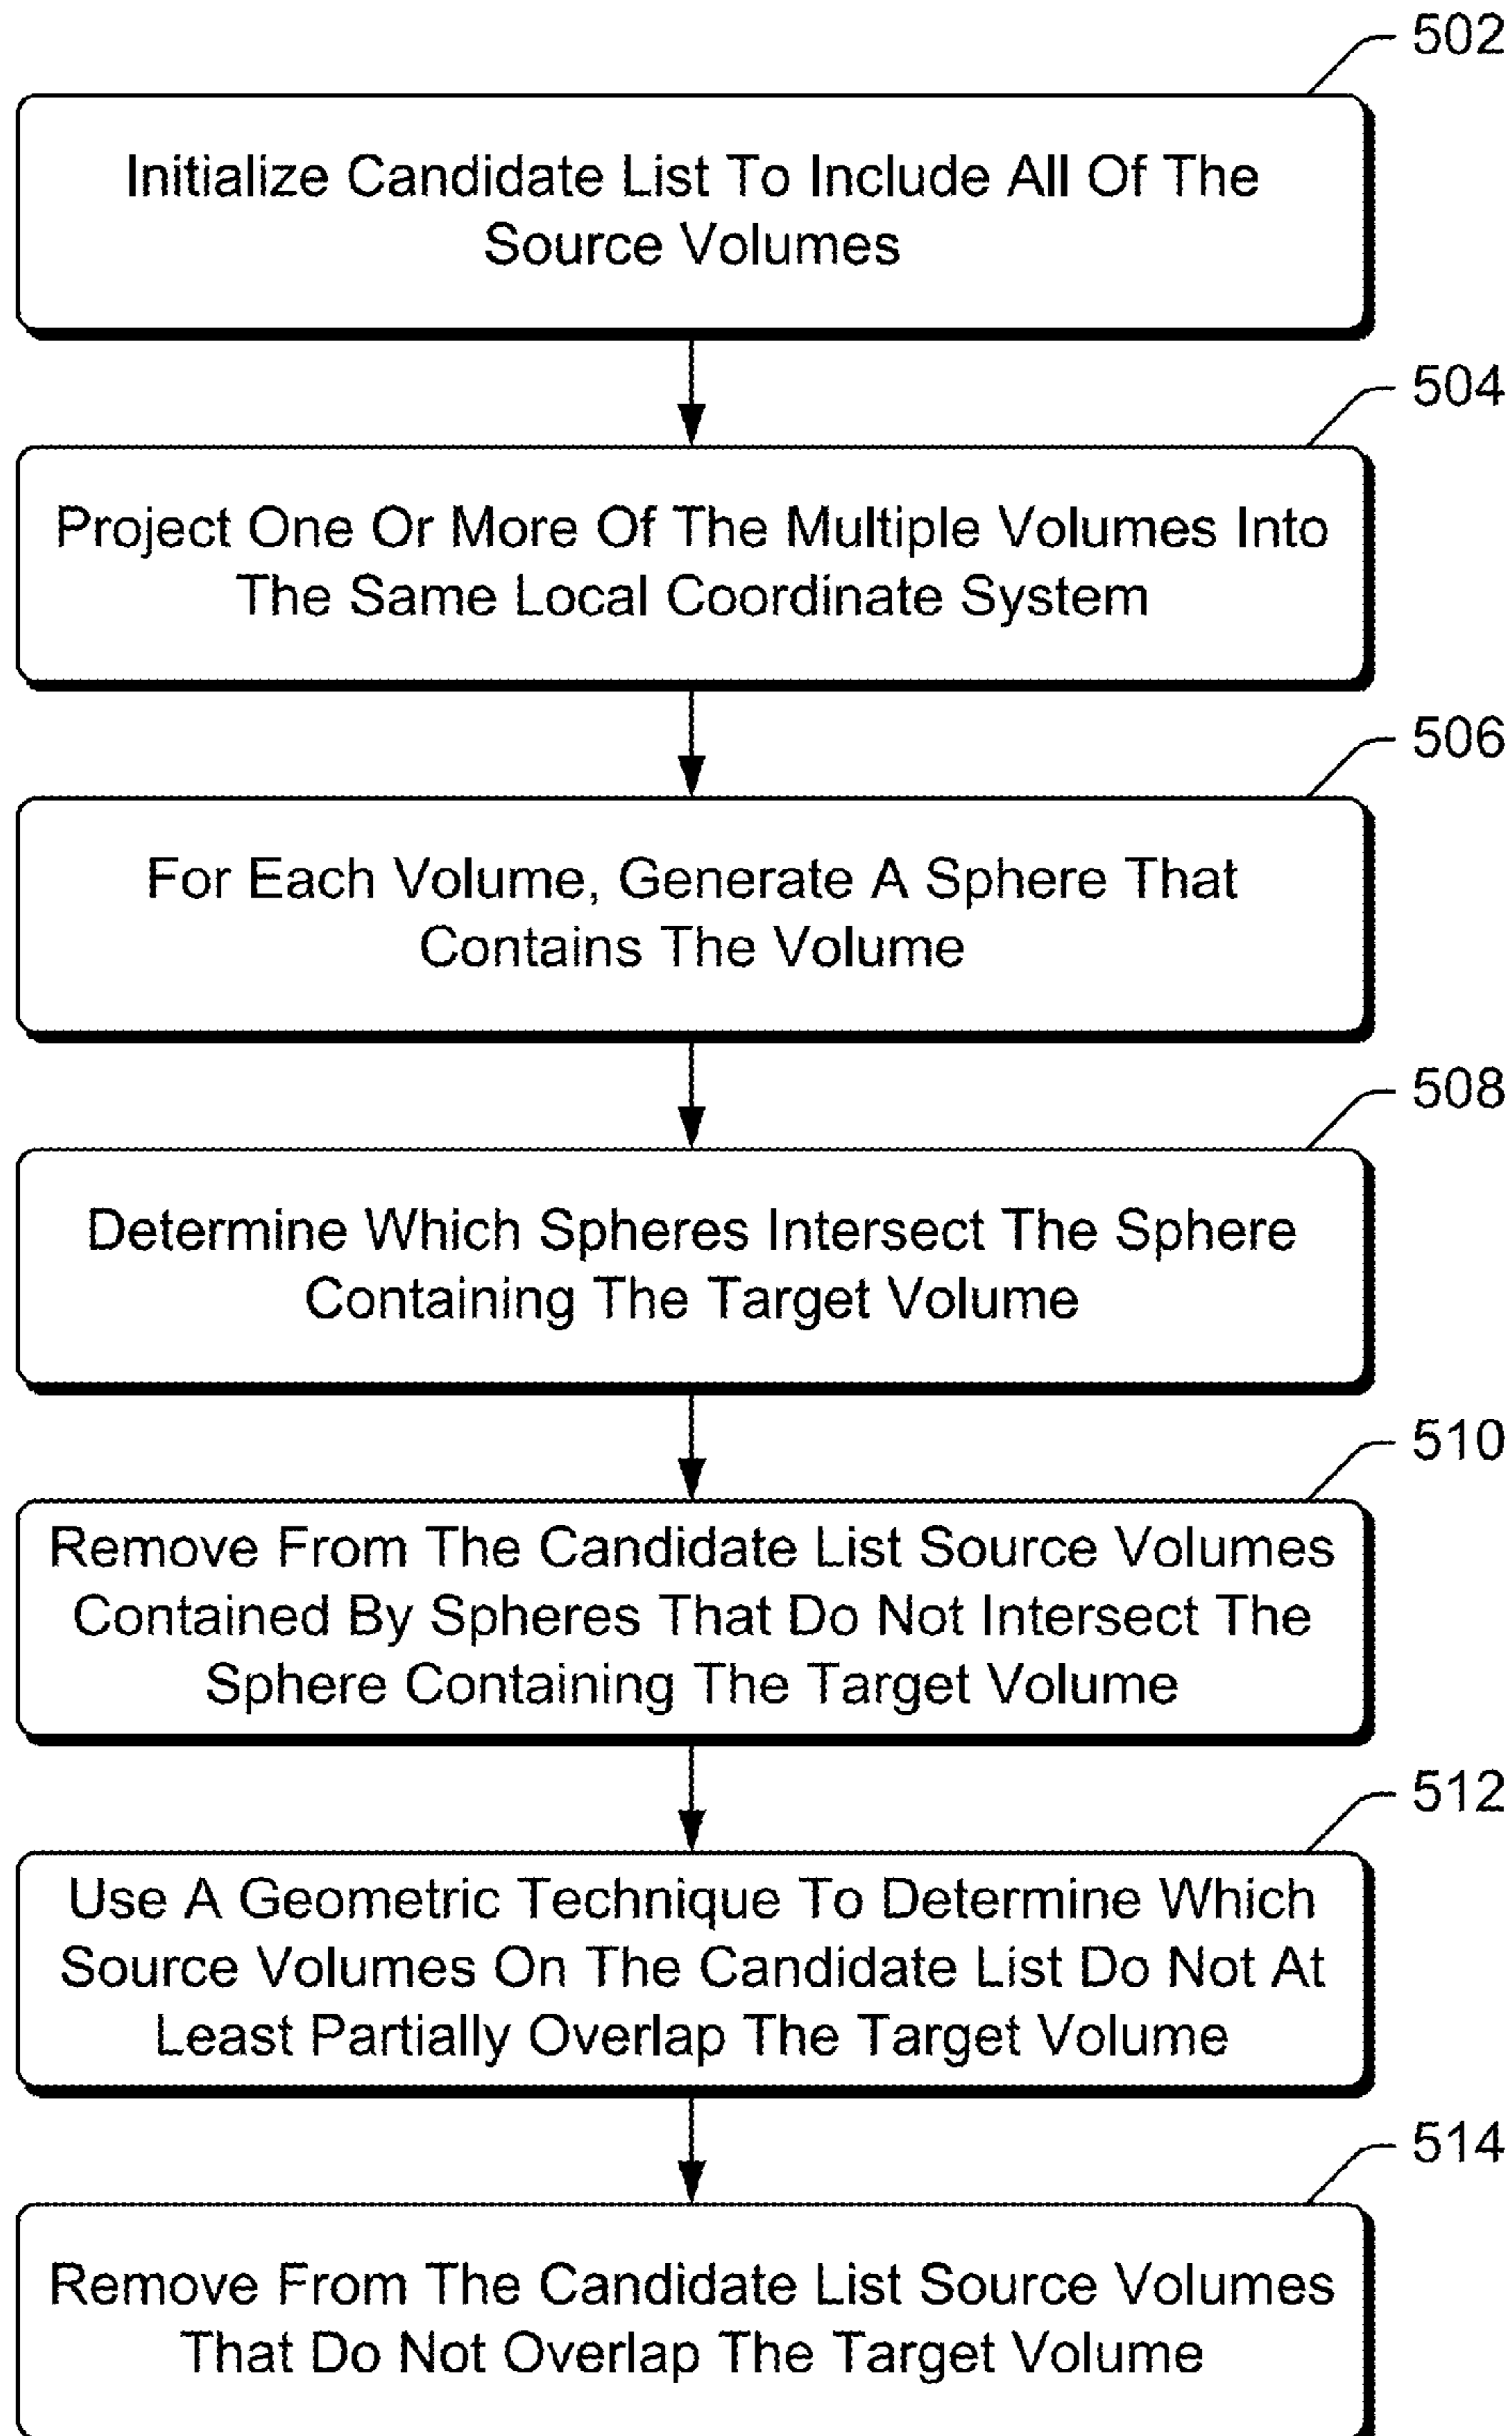 502
Initialize Candidate List To Include All Of The
Source Volumes
504
Project One Or More Of The Multiple Volumes Into
The Same Local Coordinate System
506
For Each Volume, Generate A Sphere That
Contains The Volume
508
Determine Which Spheres Intersect The Sphere
Containing The Target Volume
510
Remove From The Candidate List Source Volumes
Contained By Spheres That Do Not Intersect The
Sphere Containing The Target Volume
512
Use A Geometric Technique To Determine Which
Source Volumes On The Candidate List Do Not At
Least Partially Overlap The Target Volume
514
Remove From The Candidate List Source Volumes
That Do Not Overlap The Target Volume